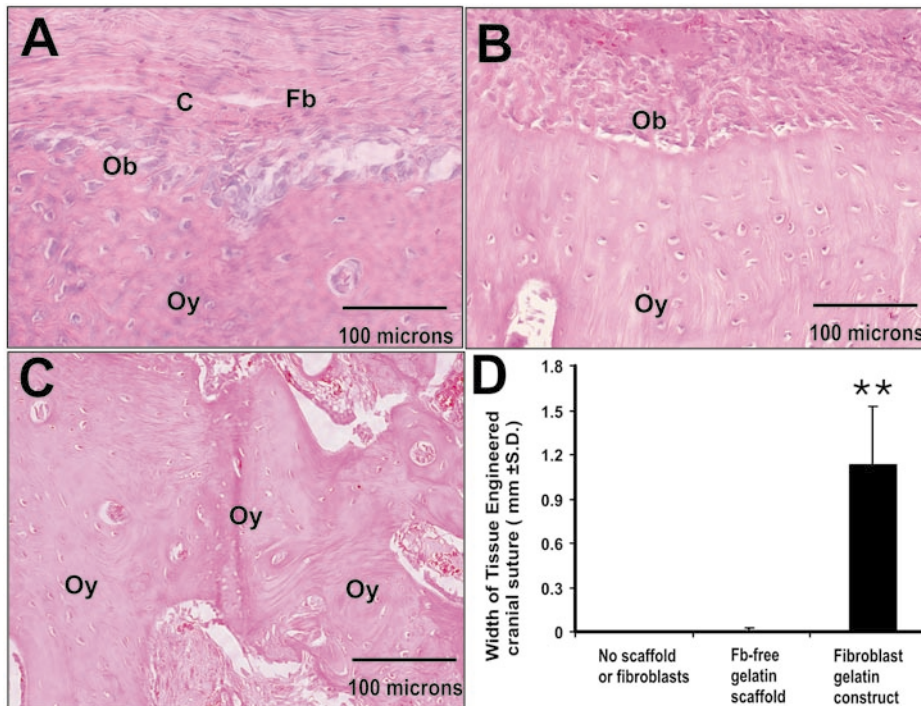 A
C
Fb
Ob
Oy
100 microns
B
Ob
Oy
100 microns
C
Oy
Oy
Oy
100 microns
D
**
Width of Tissue Engineered
cranial suture ( mm ±S.D.)
1.8
1.5
1.2
0.9
0.6
0.3
0
No scaffold
or fibroblasts
Fb-free
gelatin
scaffold
Fibroblast
gelatin
construct